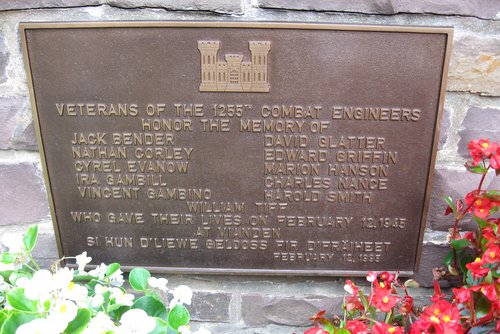 VETERANS OF THE 1255TH COMBAT ENGINEERS
HONOR THE MEMORY OF
JACK BENDER DAVID GLATTER
NATHAN CORLEY EDWARD GRIFFIN
CYREL EVANOW MARION HANSON
IRA GAMBILL CHARLES NANCE
VINCENT GAMBINO HAROLD SMITH
WILLIAM
WHO GAVE THEIR LIVES ON FEBRUARY 12, 1945
AT VIANDEN
SI HUN D'LIEWE GELOOSS FIR D'FRÄIHEET
FEBRUARY 12, 1995